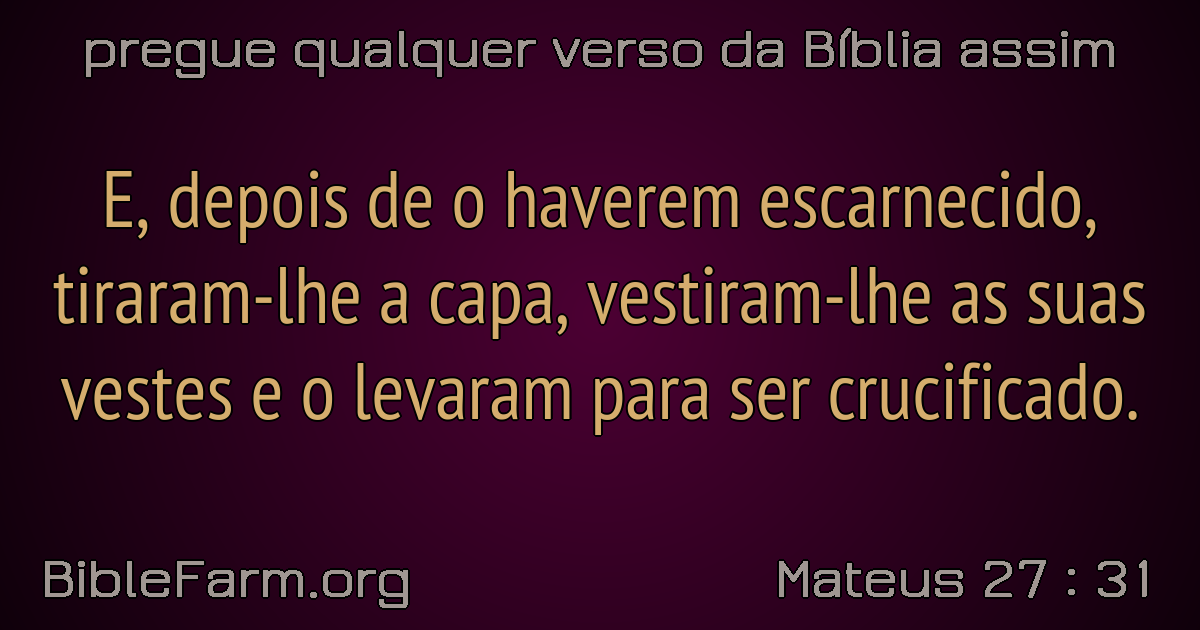 pregue qualquer verso da Bíblia assim
E, depois de o haverem escarnecido,
tiraram-lhe a capa, vestiram-lhe as suas
vestes e o levaram para ser crucificado.
BibleFarm.org
Mateus 27 : 31